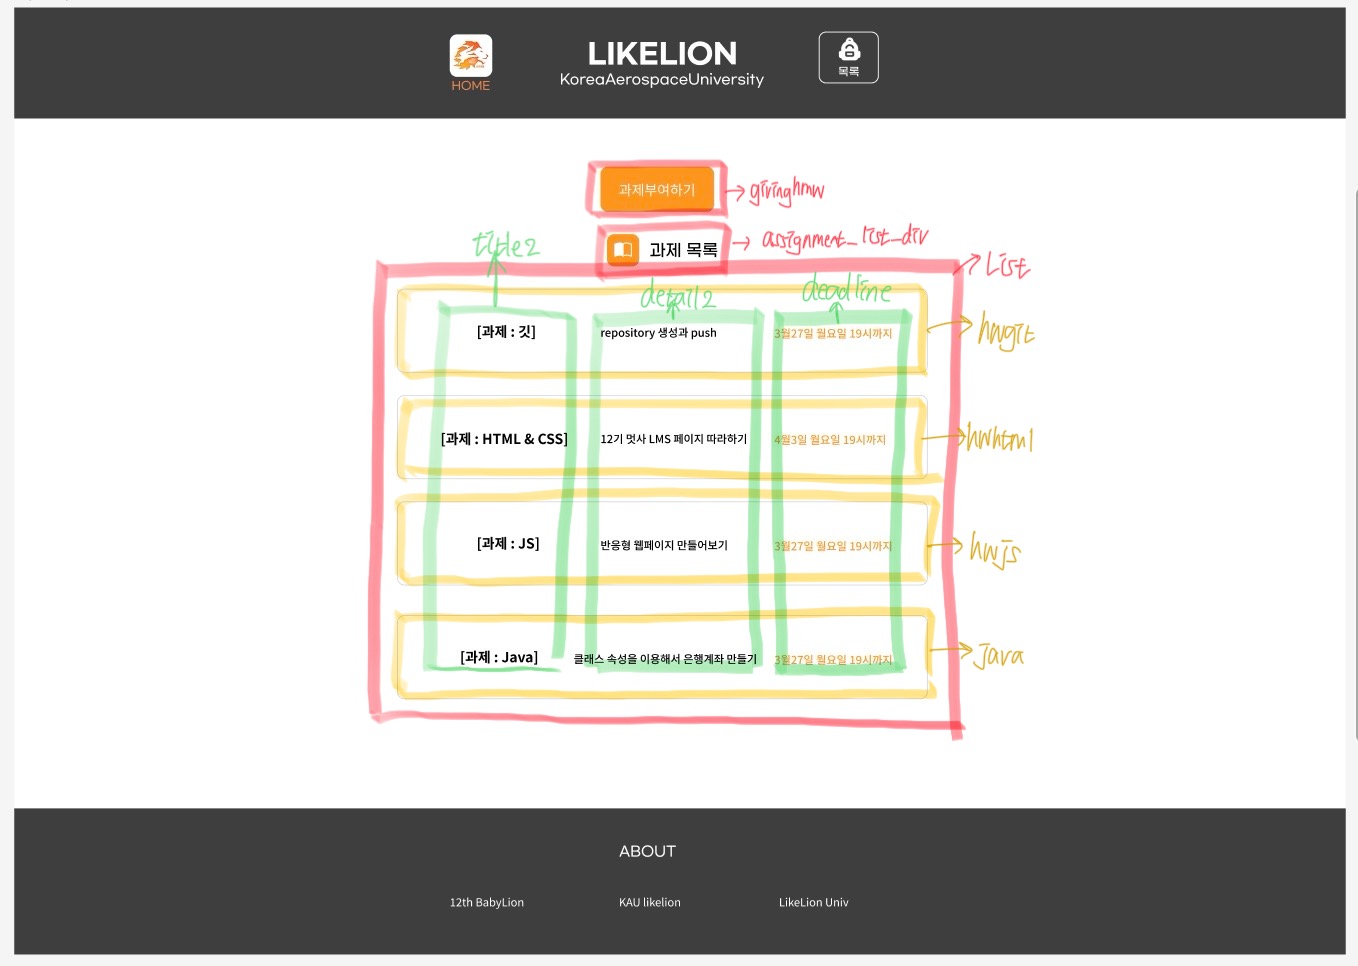 LIKELION
KoreaAerospaceUniversity
HOME
목록
과제부여하기
givinghmw
title2
과제 목록
assignment_list_div
List
detail2
deadline
[과제 : 깃]
repository 생성과 push
3월27일 월요일 19시까지
hwgit
[과제 : HTML & CSS]
12기 멋사 LMS 페이지 따라하기
4월3일 월요일 19시까지
hwhtml
[과제 : JS]
반응형 웹페이지 만들어보기
3월27일 월요일 19시까지
hwjs
[과제 : Java]
클래스 속성을 이용해서 은행계좌 만들기
3월27일 월요일 19시까지
java
ABOUT
12th BabyLion
KAU likelion
LikeLion Univ